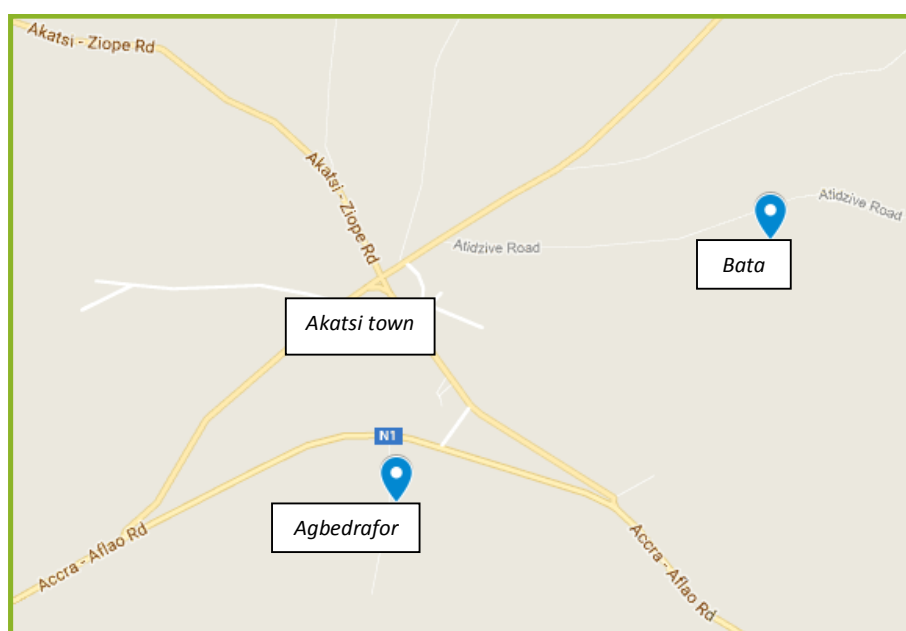 Akatsi - Ziope Rd
Akatsi - Ziope Rd
Atidzive Road
Atidzive Road
Bata
Akatsi town
N1
Agbedrafor
Accra - Aflao Rd
Accra - Aflao Rd